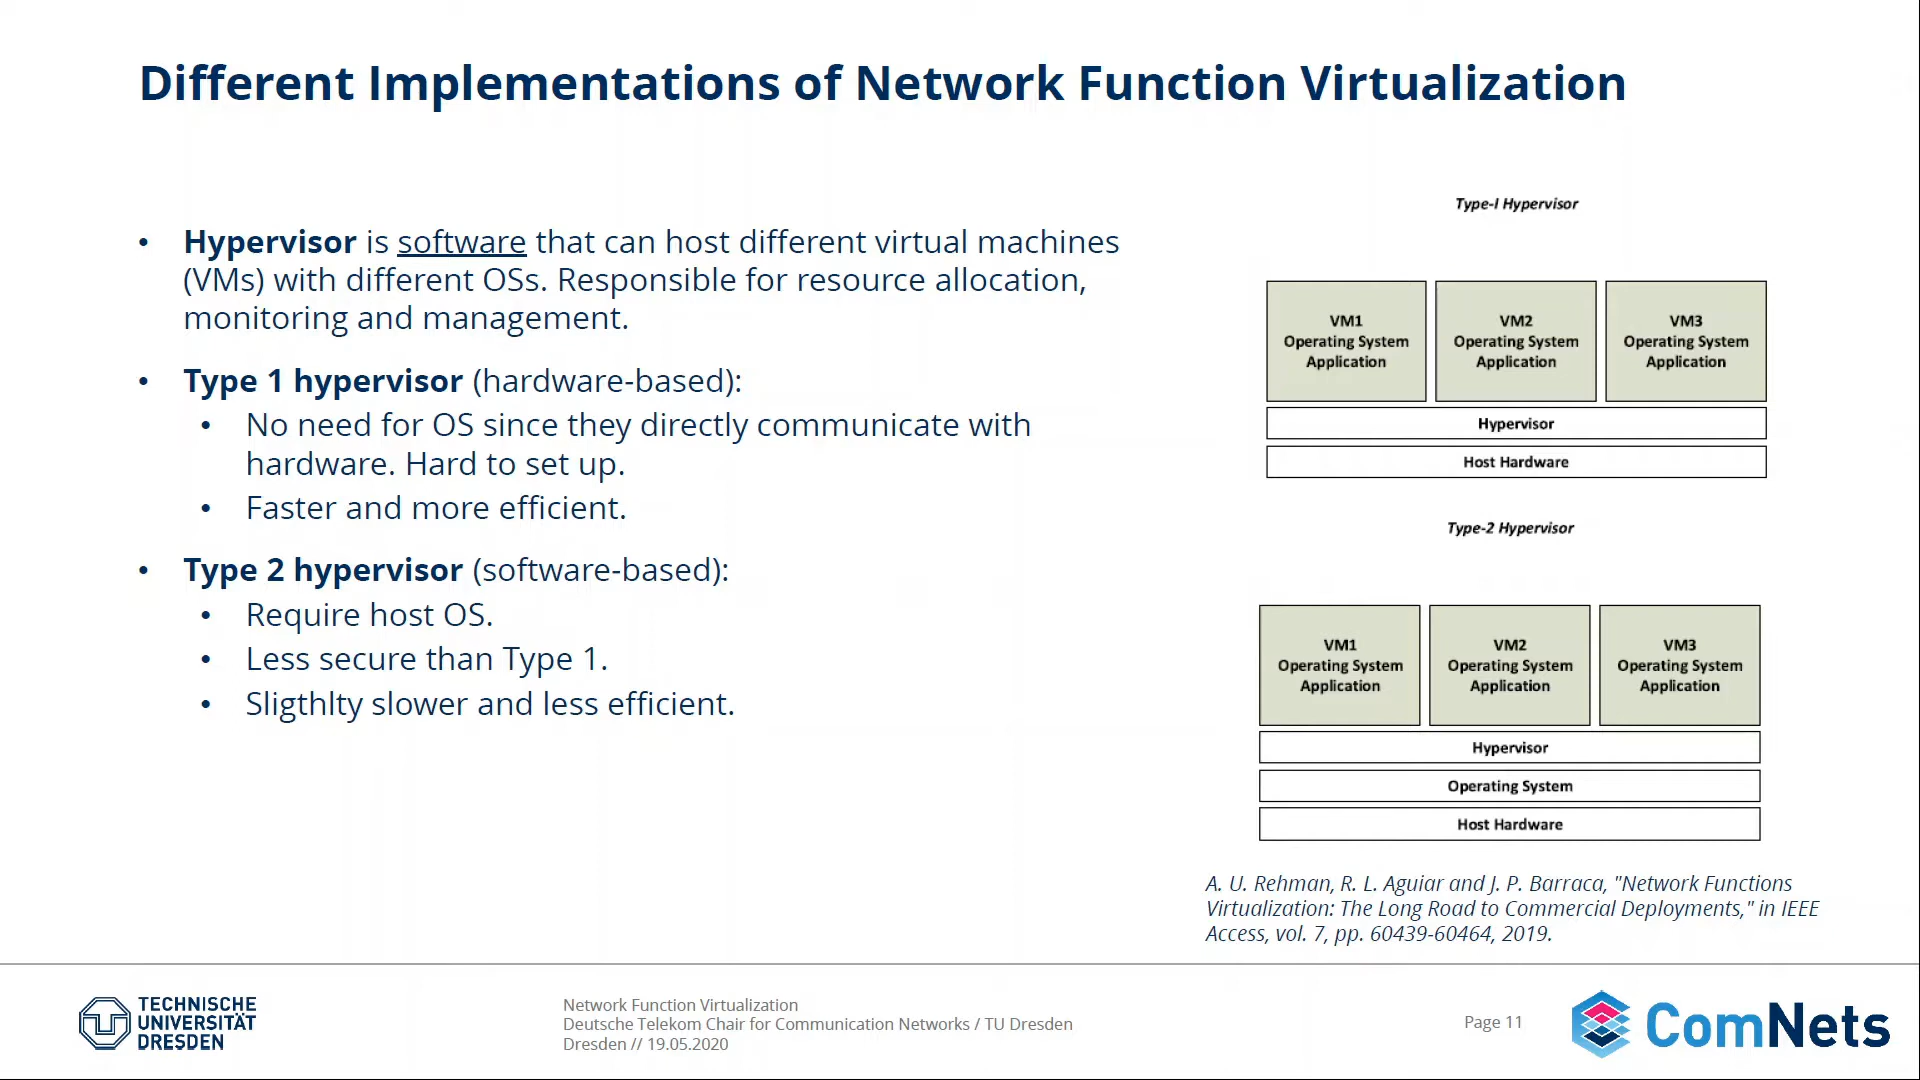 Different Implementations of Network Function Virtualization
• Hypervisor is software that can host different virtual machines
(VMs) with different OSs. Responsible for resource allocation,
monitoring and management.
• Type 1 hypervisor (hardware-based):
• No need for OS since they directly communicate with
hardware. Hard to set up.
• Faster and more efficient.
• Type 2 hypervisor (software-based):
• Require host OS.
• Less secure than Type 1.
• Sligthlty slower and less efficient.
Type-I Hypervisor
VM1
Operating System
Application
VM2
Operating System
Application
VM3
Operating System
Application
Hypervisor
Host Hardware
Type-2 Hypervisor
VM1
Operating System
Application
VM2
Operating System
Application
VM3
Operating System
Application
Hypervisor
Operating System
Host Hardware
A. U. Rehman, R. L. Aguiar and J. P. Barraca, "Network Functions
Virtualization: The Long Road to Commercial Deployments," in IEEE
Access, vol. 7, pp. 60439-60464, 2019.
TECHNISCHE
UNIVERSITÄT
DRESDEN
Network Function Virtualization
Deutsche Telekom Chair for Communication Networks / TU Dresden
Dresden // 19.05.2020
Page 11
ComNets